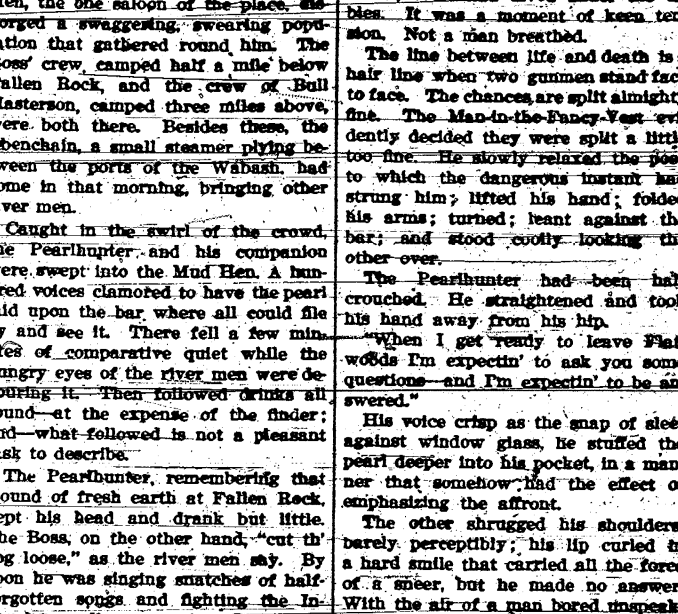 en, the one saloon of the place, dis-
orged a swaggering, swearing popu-
ation that gathered round him. The
oss' crew, camped half a mile below
allen Rock, and the crew of Bull
asterson, camped three miles above,
ere both there. Besides these, the
benchain, a small steamer plying be-
ween the ports of the Wabash, had
ome in that morning, bringing other
ver men.
Caught in the swirl of the crowd,
he Pearlhunter and his companion
ere swept into the Mud Hen. A hun-
red voices clamored to have the pearl
aid upon the bar where all could file
y and see it. There fell a few min-
tes of comparative quiet while the
ungry eyes of the river men were de-
ouring it. Then followed drinks all
ound—at the expense of the finder;
nd—what followed is not a pleasant
ask to describe.
The Pearlhunter, remembering that
ound of fresh earth at Fallen Rock,
ept his head and drank but little.
he Boss, on the other hand, "cut th'
og loose," as the river men say. By
oon he was singing snatches of half-
orgotten songs and fighting the In-
bles. It was a moment of keen ten
sion. Not a man breathed.
The line between life and death is
hair line when two gunmen stand fac
to face. The chances are split almight
fine. The Man-in-the-Fancy-Vest evi
dently decided they were split a littl
too fine. He slowly relaxed the pose
to which the dangerous instant ha
strung him; lifted his hand; folde
his arms; turned; leant against th
bar; and stood coolly looking th
other over.
The Pearlhunter had been hal
crouched. He straightened and took
his hand away from his hip.
"When I get ready to leave Flat
woods I'm expectin' to ask you som
questions—and I'm expectin' to be an
swered."
His voice crisp as the snap of slee
against window glass, he stuffed the
pearl deeper into his pocket, in a man
ner that somehow had the effect o
emphasizing the affront.
The other shrugged his shoulders
barely perceptibly; his lip curled in
a hard smile that carried all the force
of a sneer, but he made no answer
With the air of a man bored unspeak